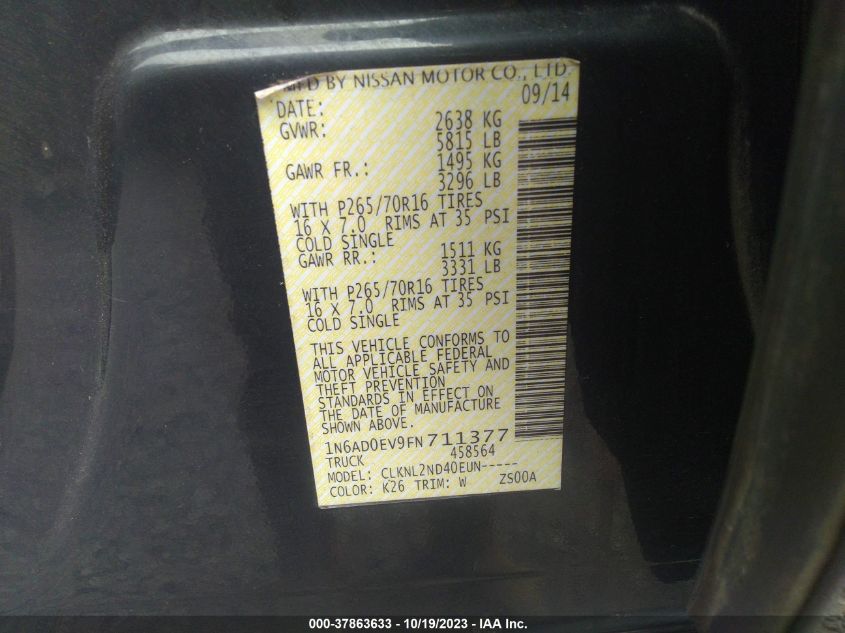 MFD BY NISSAN MOTOR CO., LTD.
DATE: 09/14
GVWR: 2638 KG
5815 LB
GAWR FR.: 1495 KG
3296 LB
WITH P265/70R16 TIRES
16 X 7.0 RIMS AT 35 PSI
COLD SINGLE
GAWR RR.: 1511 KG
3331 LB
WITH P265/70R16 TIRES
16 X 7.0 RIMS AT 35 PSI
COLD SINGLE
THIS VEHICLE CONFORMS TO
ALL APPLICABLE FEDERAL
MOTOR VEHICLE SAFETY AND
THEFT PREVENTION
STANDARDS IN EFFECT ON
THE DATE OF MANUFACTURE
SHOWN ABOVE.
1N6AD0EV9FN711377
TRUCK 458564
MODEL: CLKNL2ND40EUN-----
COLOR: K26 TRIM: W ZS00A
000-37863633 - 10/19/2023 - IAA Inc.